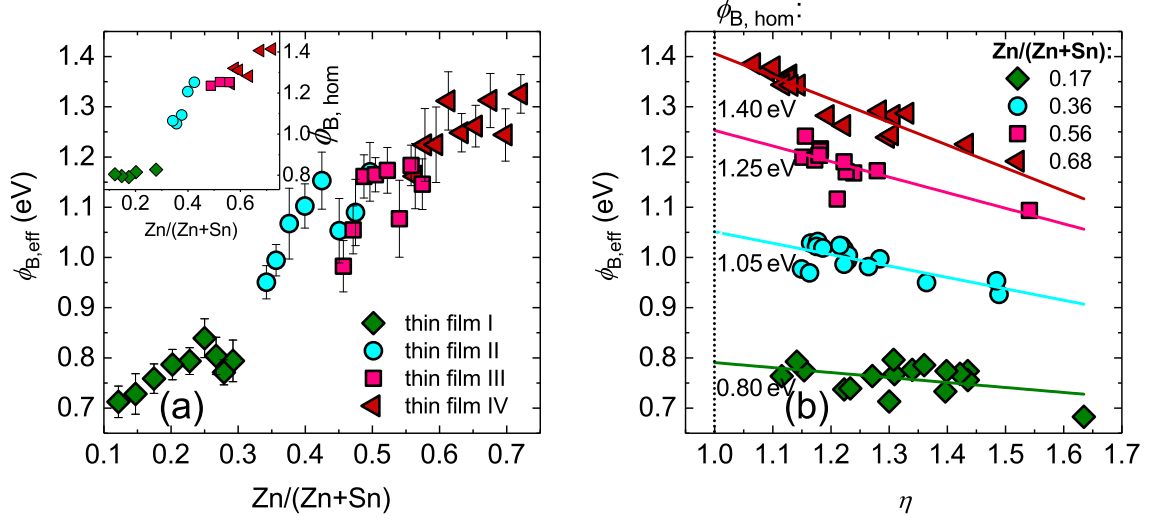 ϕB, hom:
1.4
1.3
1.2
1.1
1.0
0.9
0.8
0.7
ϕB,eff (eV)
0.1 0.2 0.3 0.4 0.5 0.6 0.7
Zn/(Zn+Sn)
1.4
1.2
1.0
0.8
ϕB, hom
0.2 0.4 0.6
Zn/(Zn+Sn)
thin film I
thin film II
thin film III
thin film IV
(a)
1.4
1.3
1.2
1.1
1.0
0.9
0.8
0.7
ϕB,eff (eV)
1.0 1.1 1.2 1.3 1.4 1.5 1.6 1.7
η
Zn/(Zn+Sn):
0.17
0.36
0.56
0.68
1.40 eV
1.25 eV
1.05 eV
0.80 eV
(b)